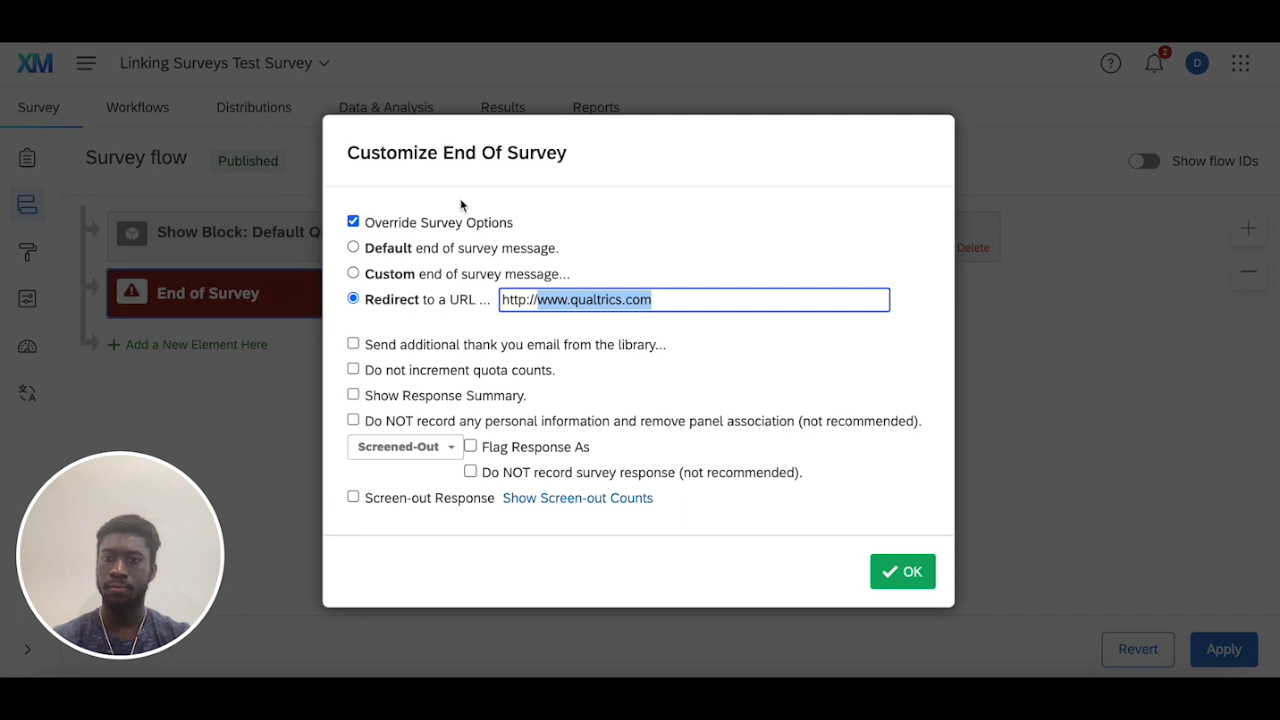 XM
Linking Surveys Test Survey
2
D
Survey
Workflows
Distributions
Data & Analysis
Results
Reports
Survey flow
Published
Show flow IDs
Show Block: Default Q
Delete
End of Survey
Add a New Element Here
Customize End Of Survey
Override Survey Options
Default end of survey message.
Custom end of survey message...
Redirect to a URL ... http://www.qualtrics.com
Send additional thank you email from the library...
Do not increment quota counts.
Show Response Summary.
Do NOT record any personal information and remove panel association (not recommended).
Screened-Out Flag Response As
Do NOT record survey response (not recommended).
Screen-out Response Show Screen-out Counts
OK
Revert
Apply